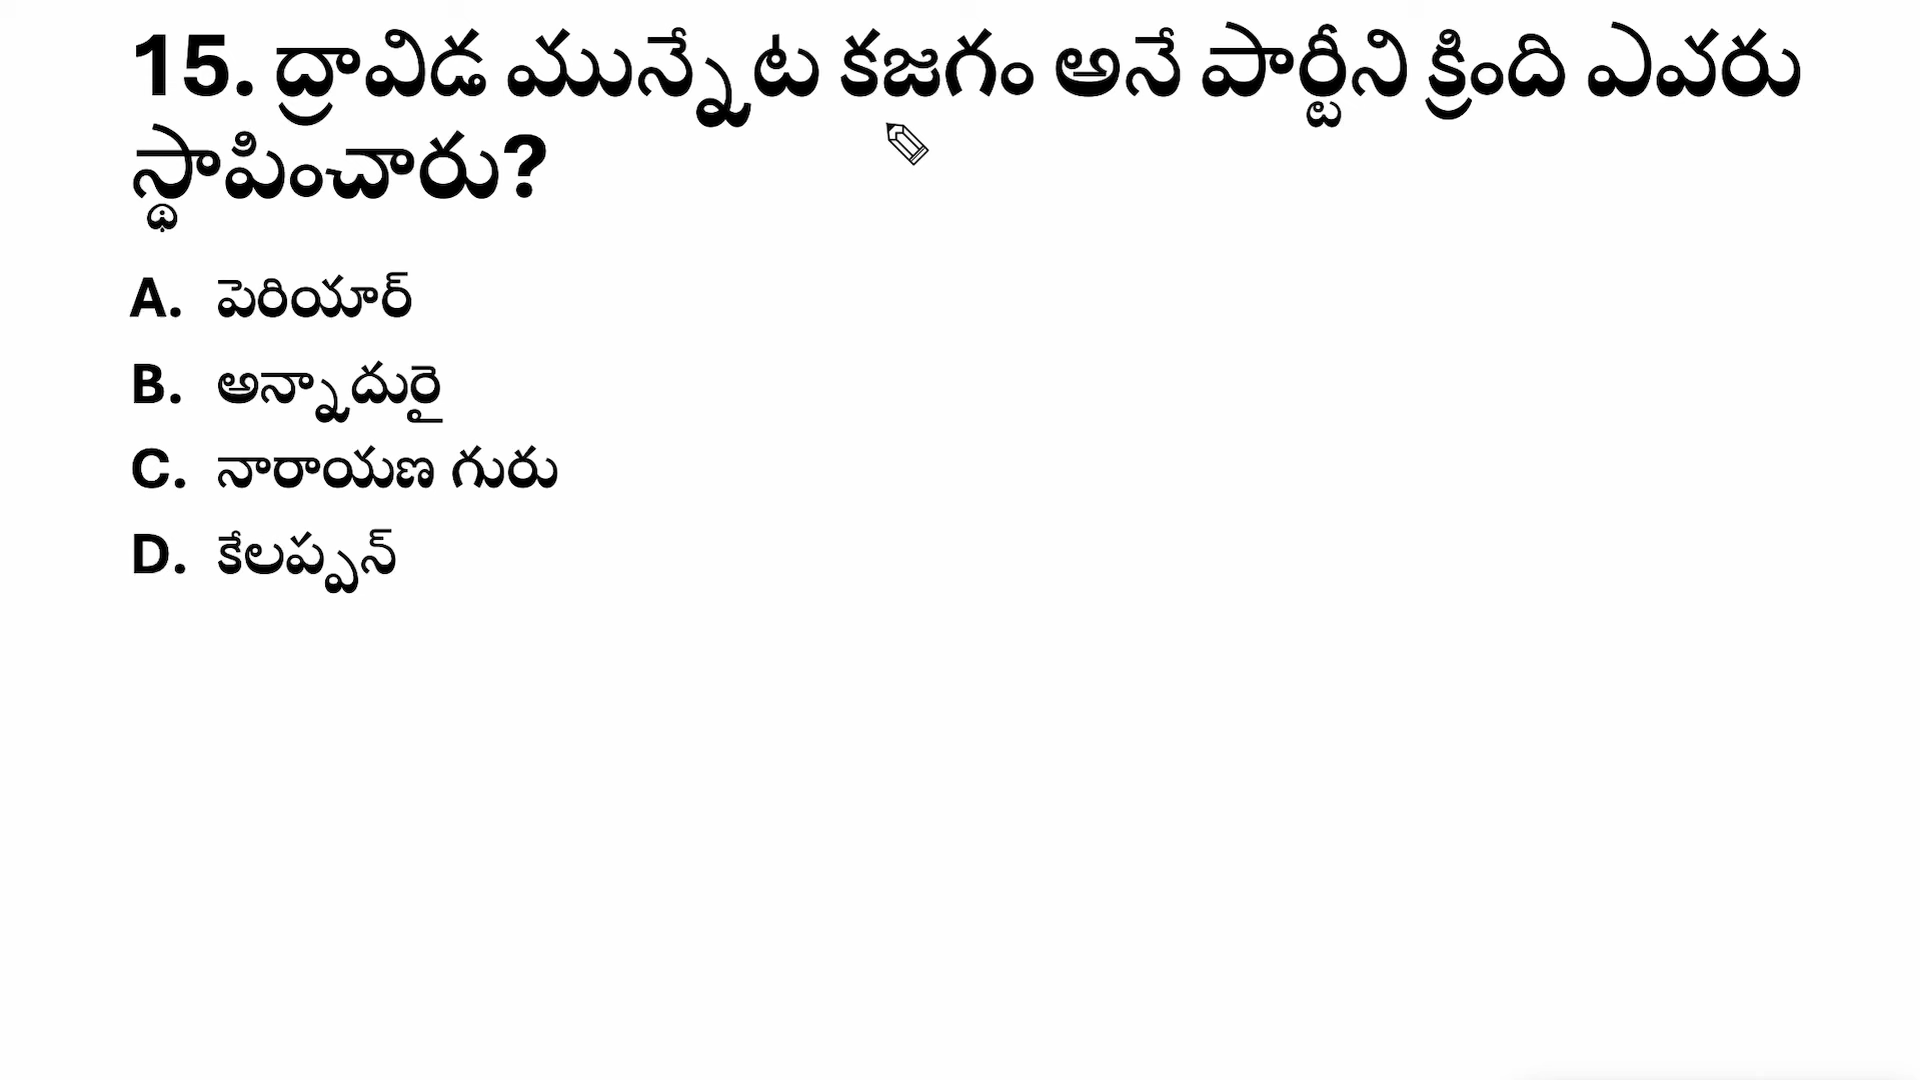 15. ద్రావిడ మున్నేట కజగం అనే పార్టీని క్రింది ఎవరు
స్థాపించారు?
A. పెరియార్
B. అన్నాదురై
C. నారాయణ గురు
D. కేలప్పన్